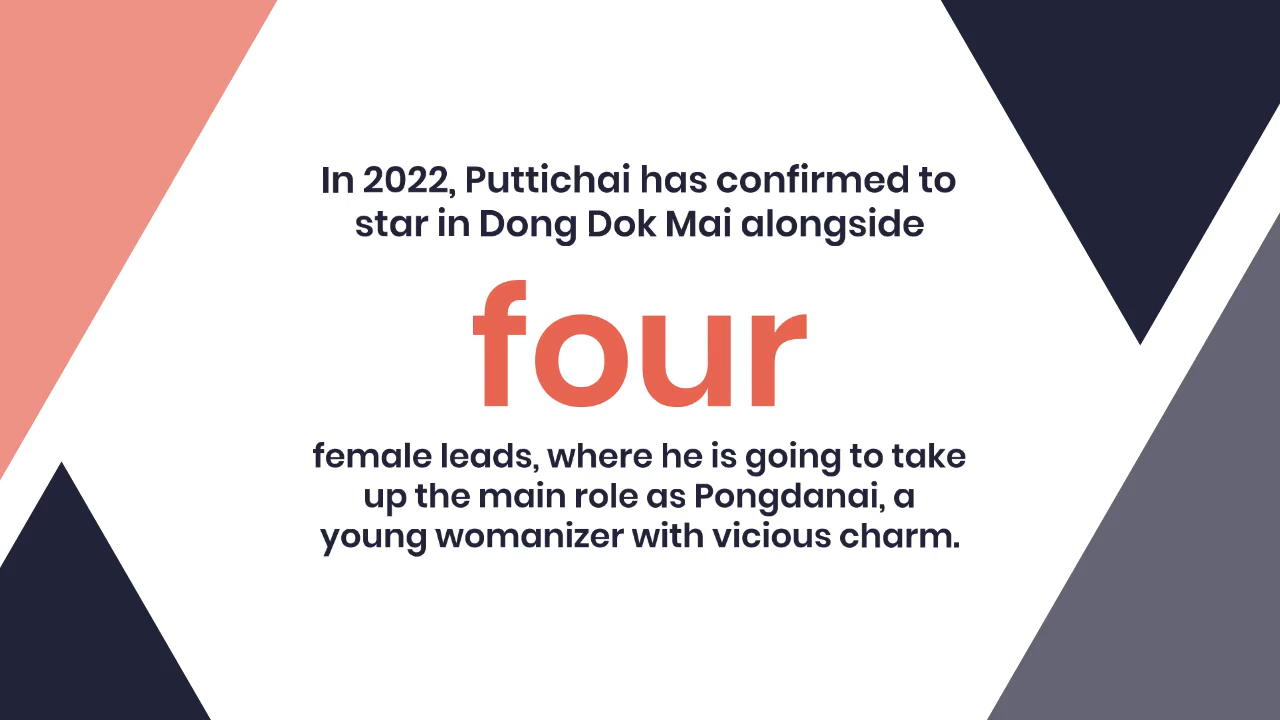 In 2022, Puttichai has confirmed to
star in Dong Dok Mai alongside
four
female leads, where he is going to take
up the main role as Pongdanai, a
young womanizer with vicious charm.